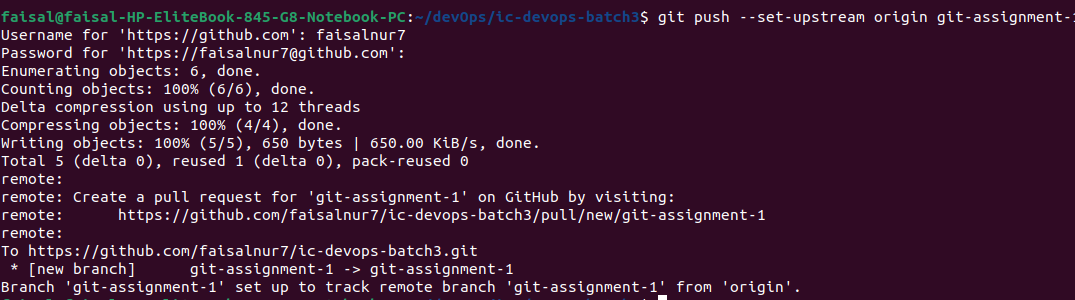 faisal@faisal-HP-EliteBook-845-G8-Notebook-PC:~/devOps/ic-devops-batch3$ git push --set-upstream origin git-assignment-1
Username for 'https://github.com': faisalnur7
Password for 'https://faisalnur7@github.com':
Enumerating objects: 6, done.
Counting objects: 100% (6/6), done.
Delta compression using up to 12 threads
Compressing objects: 100% (4/4), done.
Writing objects: 100% (5/5), 650 bytes | 650.00 KiB/s, done.
Total 5 (delta 0), reused 1 (delta 0), pack-reused 0
remote:
remote: Create a pull request for 'git-assignment-1' on GitHub by visiting:
remote:      https://github.com/faisalnur7/ic-devops-batch3/pull/new/git-assignment-1
remote:
To https://github.com/faisalnur7/ic-devops-batch3.git
 * [new branch]      git-assignment-1 -> git-assignment-1
Branch 'git-assignment-1' set up to track remote branch 'git-assignment-1' from 'origin'.